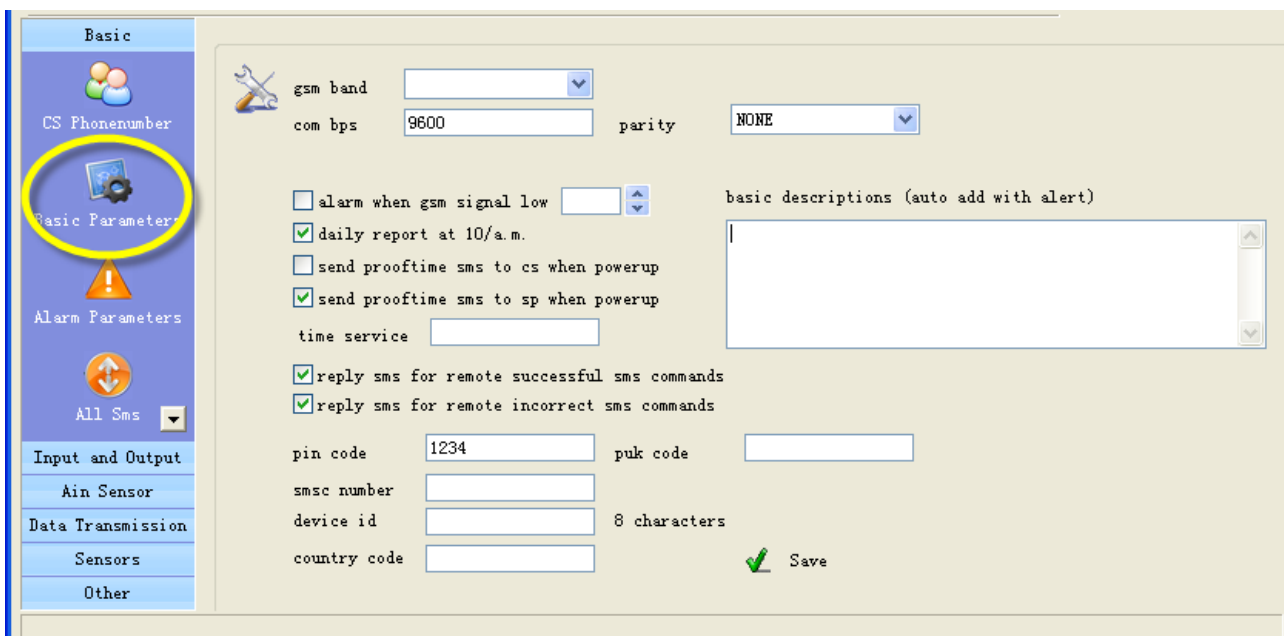 Basic
CS Phonenumber
Basic Parameters
Alarm Parameters
All Sms
Input and Output
Ain Sensor
Data Transmission
Sensors
Other
gsm band
com bps 9600 parity NONE
alarm when gsm signal low
daily report at 10/a.m.
send prooftime sms to cs when powerup
send prooftime sms to sp when powerup
time service
basic descriptions (auto add with alert)
reply sms for remote successful sms commands
reply sms for remote incorrect sms commands
pin code 1234 puk code
smsc number
device id 8 characters
country code
Save